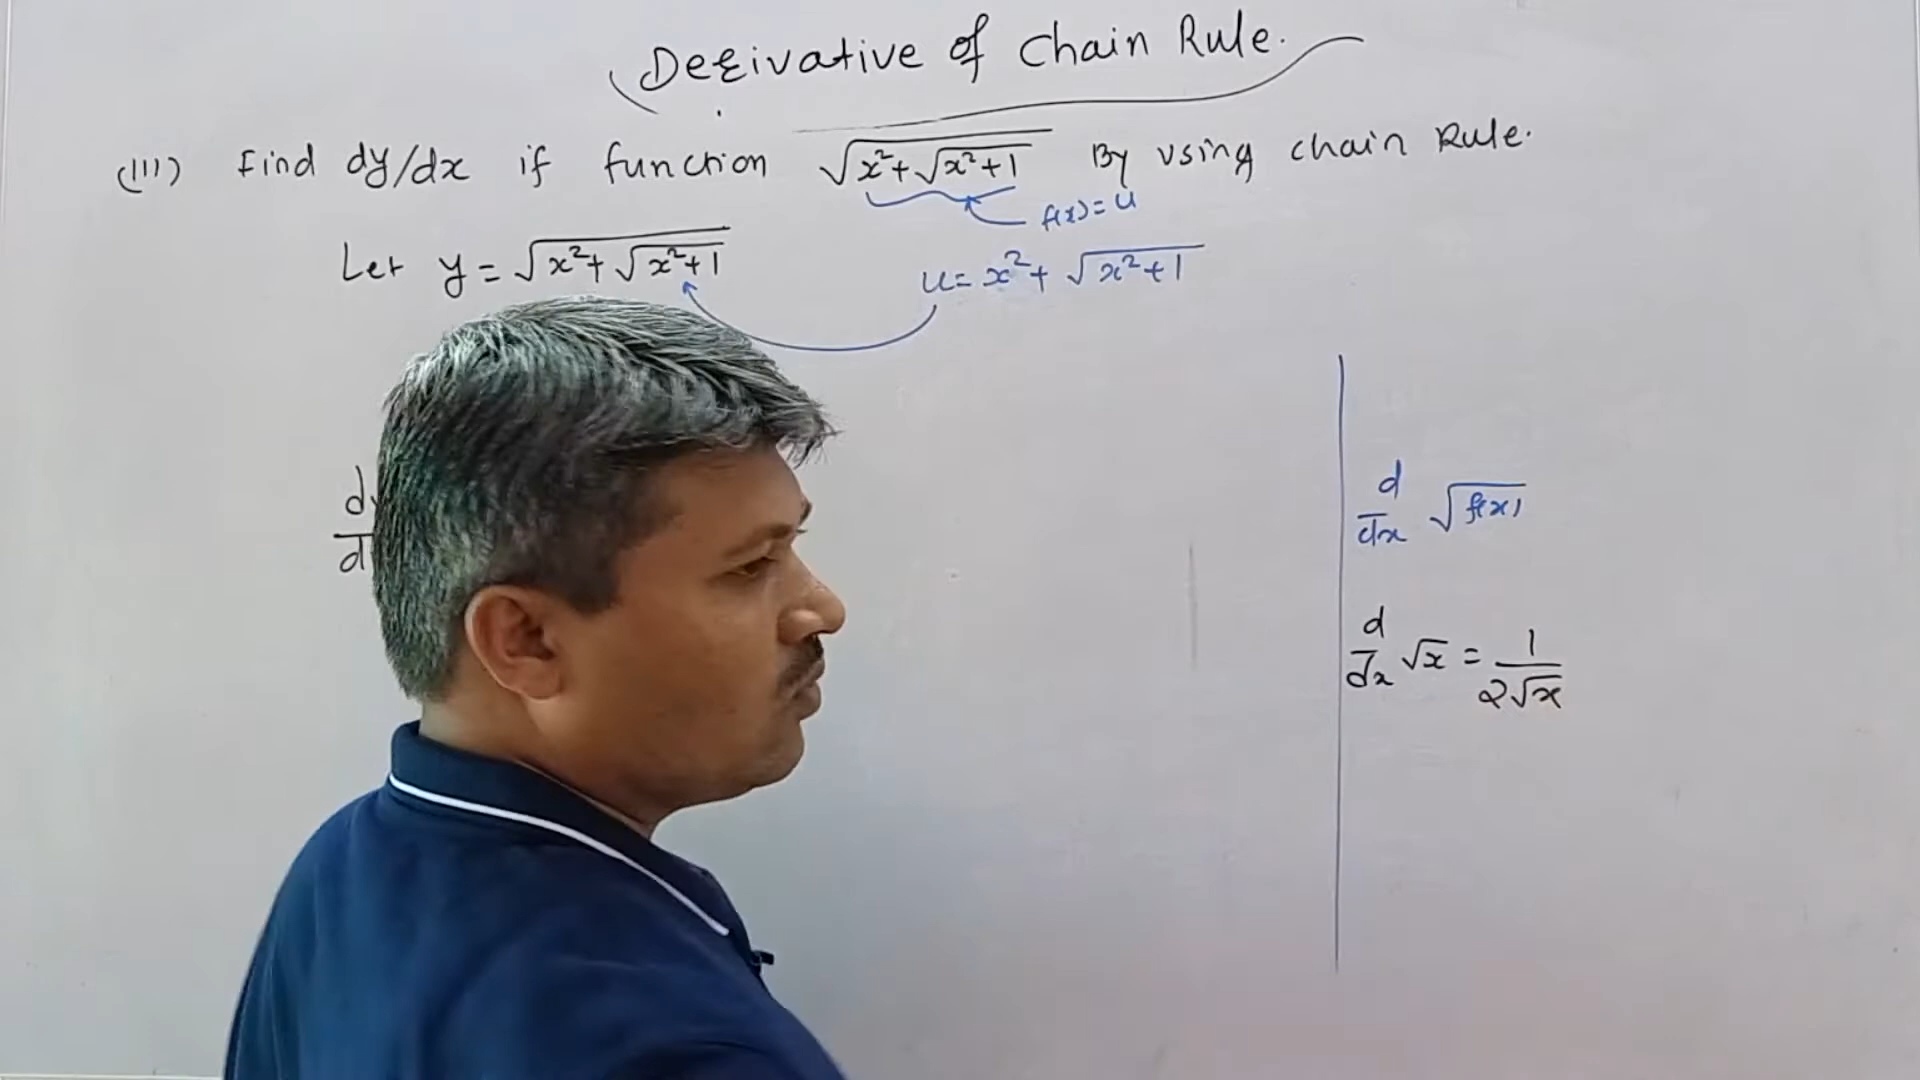 Derivative of Chain Rule.
(III) Find dy/dx if function √(x²+√(x²+1)) By using chain Rule.
f(x) = u
Let y = √(x²+√(x²+1))
u = x²+ √(x²+1)
d/dx √f(x)
d/dx √x = 1/(2√x)